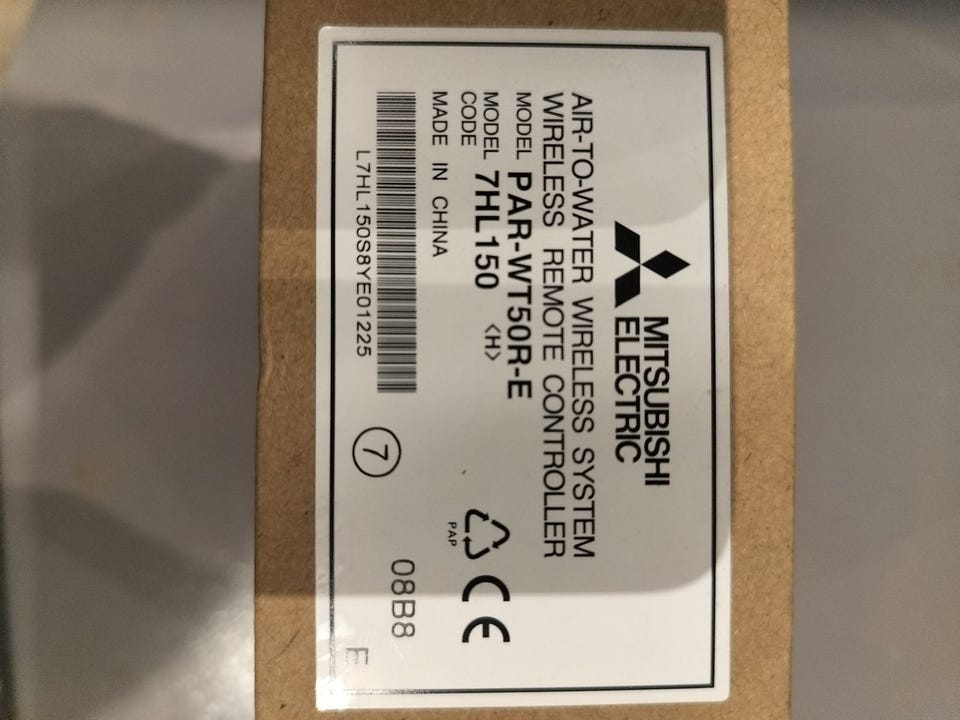 MITSUBISHI
ELECTRIC
AIR-TO-WATER WIRELESS SYSTEM
WIRELESS REMOTE CONTROLLER
MODEL PAR-WT50R-E
MODEL CODE 7HL150 <H>
MADE IN CHINA
PAP
CE
L7HL150S8YE01225
7
08B8
E